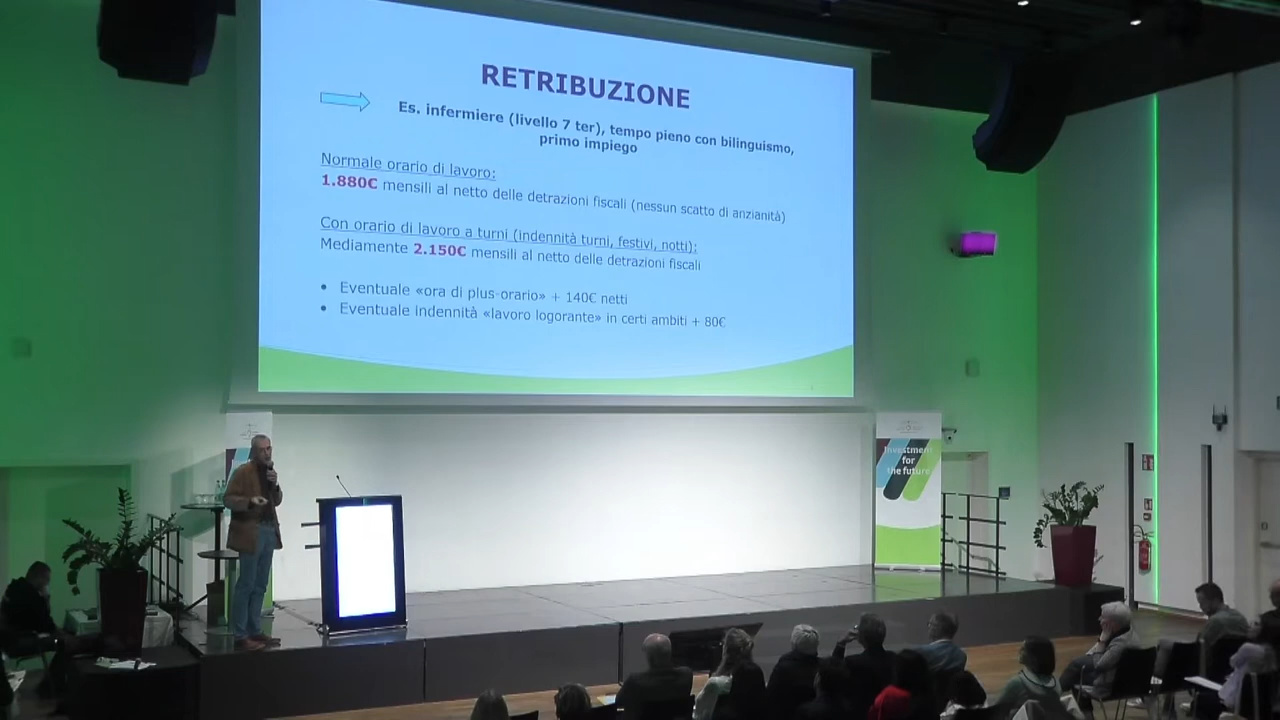 RETRIBUZIONE
Es. infermiere (livello 7 ter), tempo pieno con bilinguismo,
primo impiego
Normale orario di lavoro:
1.880€ mensili al netto delle detrazioni fiscali (nessun scatto di anzianità)
Con orario di lavoro a turni (indennità turni, festivi, notti):
Mediamente 2.150€ mensili al netto delle detrazioni fiscali
• Eventuale «ora di plus-orario» + 140€ netti
• Eventuale indennità «lavoro logorante» in certi ambiti + 80€
Investment
for
the future